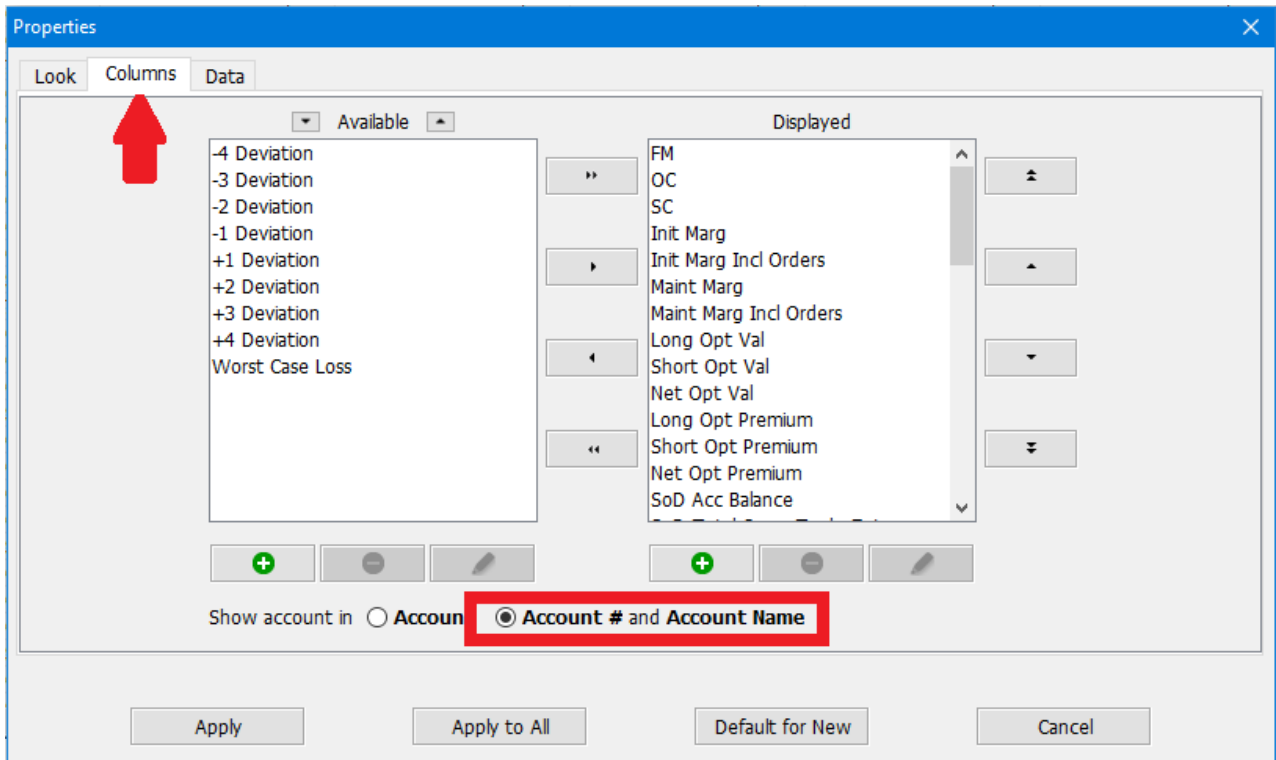 Properties
Look Columns Data
Available
Displayed
-4 Deviation
-3 Deviation
-2 Deviation
-1 Deviation
+1 Deviation
+2 Deviation
+3 Deviation
+4 Deviation
Worst Case Loss
FM
OC
SC
Init Marg
Init Marg Incl Orders
Maint Marg
Maint Marg Incl Orders
Long Opt Val
Short Opt Val
Net Opt Val
Long Opt Premium
Short Opt Premium
Net Opt Premium
SoD Acc Balance
Show account in Accoun Account # and Account Name
Apply Apply to All Default for New Cancel